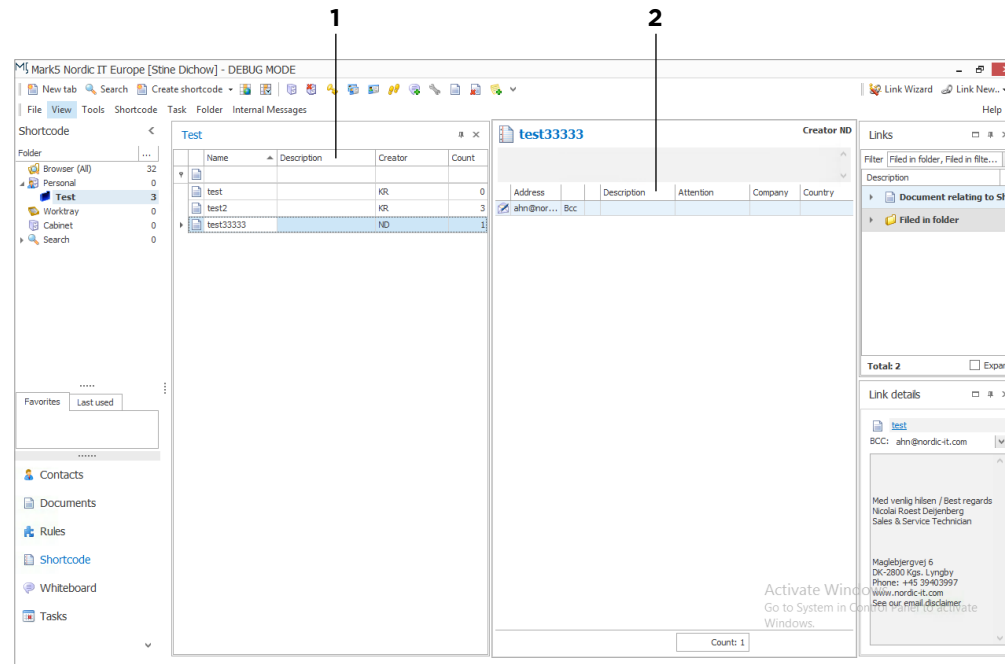 1 2
Mark5 Nordic IT Europe [Stine Dichow] - DEBUG MODE
New tab Search Create shortcode Link Wizard Link New..
File View Tools Shortcode Task Folder Internal Messages Help
Shortcode
Folder ...
Browser (All) 32
Personal 0
Test 3
Worktray 0
Cabinet 0
Search 0
Favorites Last used
Contacts
Documents
Rules
Shortcode
Whiteboard
Tasks
Test
Name Description Creator Count
test KR 0
test2 KR 3
test33333 ND 1
test33333 Creator ND
Address Description Attention Company Country
ahn@nor... Bcc
Count: 1
Links
Filter Filed in folder, Filed in filte...
Description
Document relating to Sh
Filed in folder
Total: 2 Expan
Link details
test
BCC: ahn@nordic-it.com
Med venlig hilsen / Best regards
Nicolai Roest Deijenberg
Sales & Service Technician
Maglebjergvej 6
DK-2800 Kgs. Lyngby
Phone: +45 39403997
www.nordic-it.com
See our email disclaimer
Activate Windows
Go to System in Control Panel to activate
Windows.